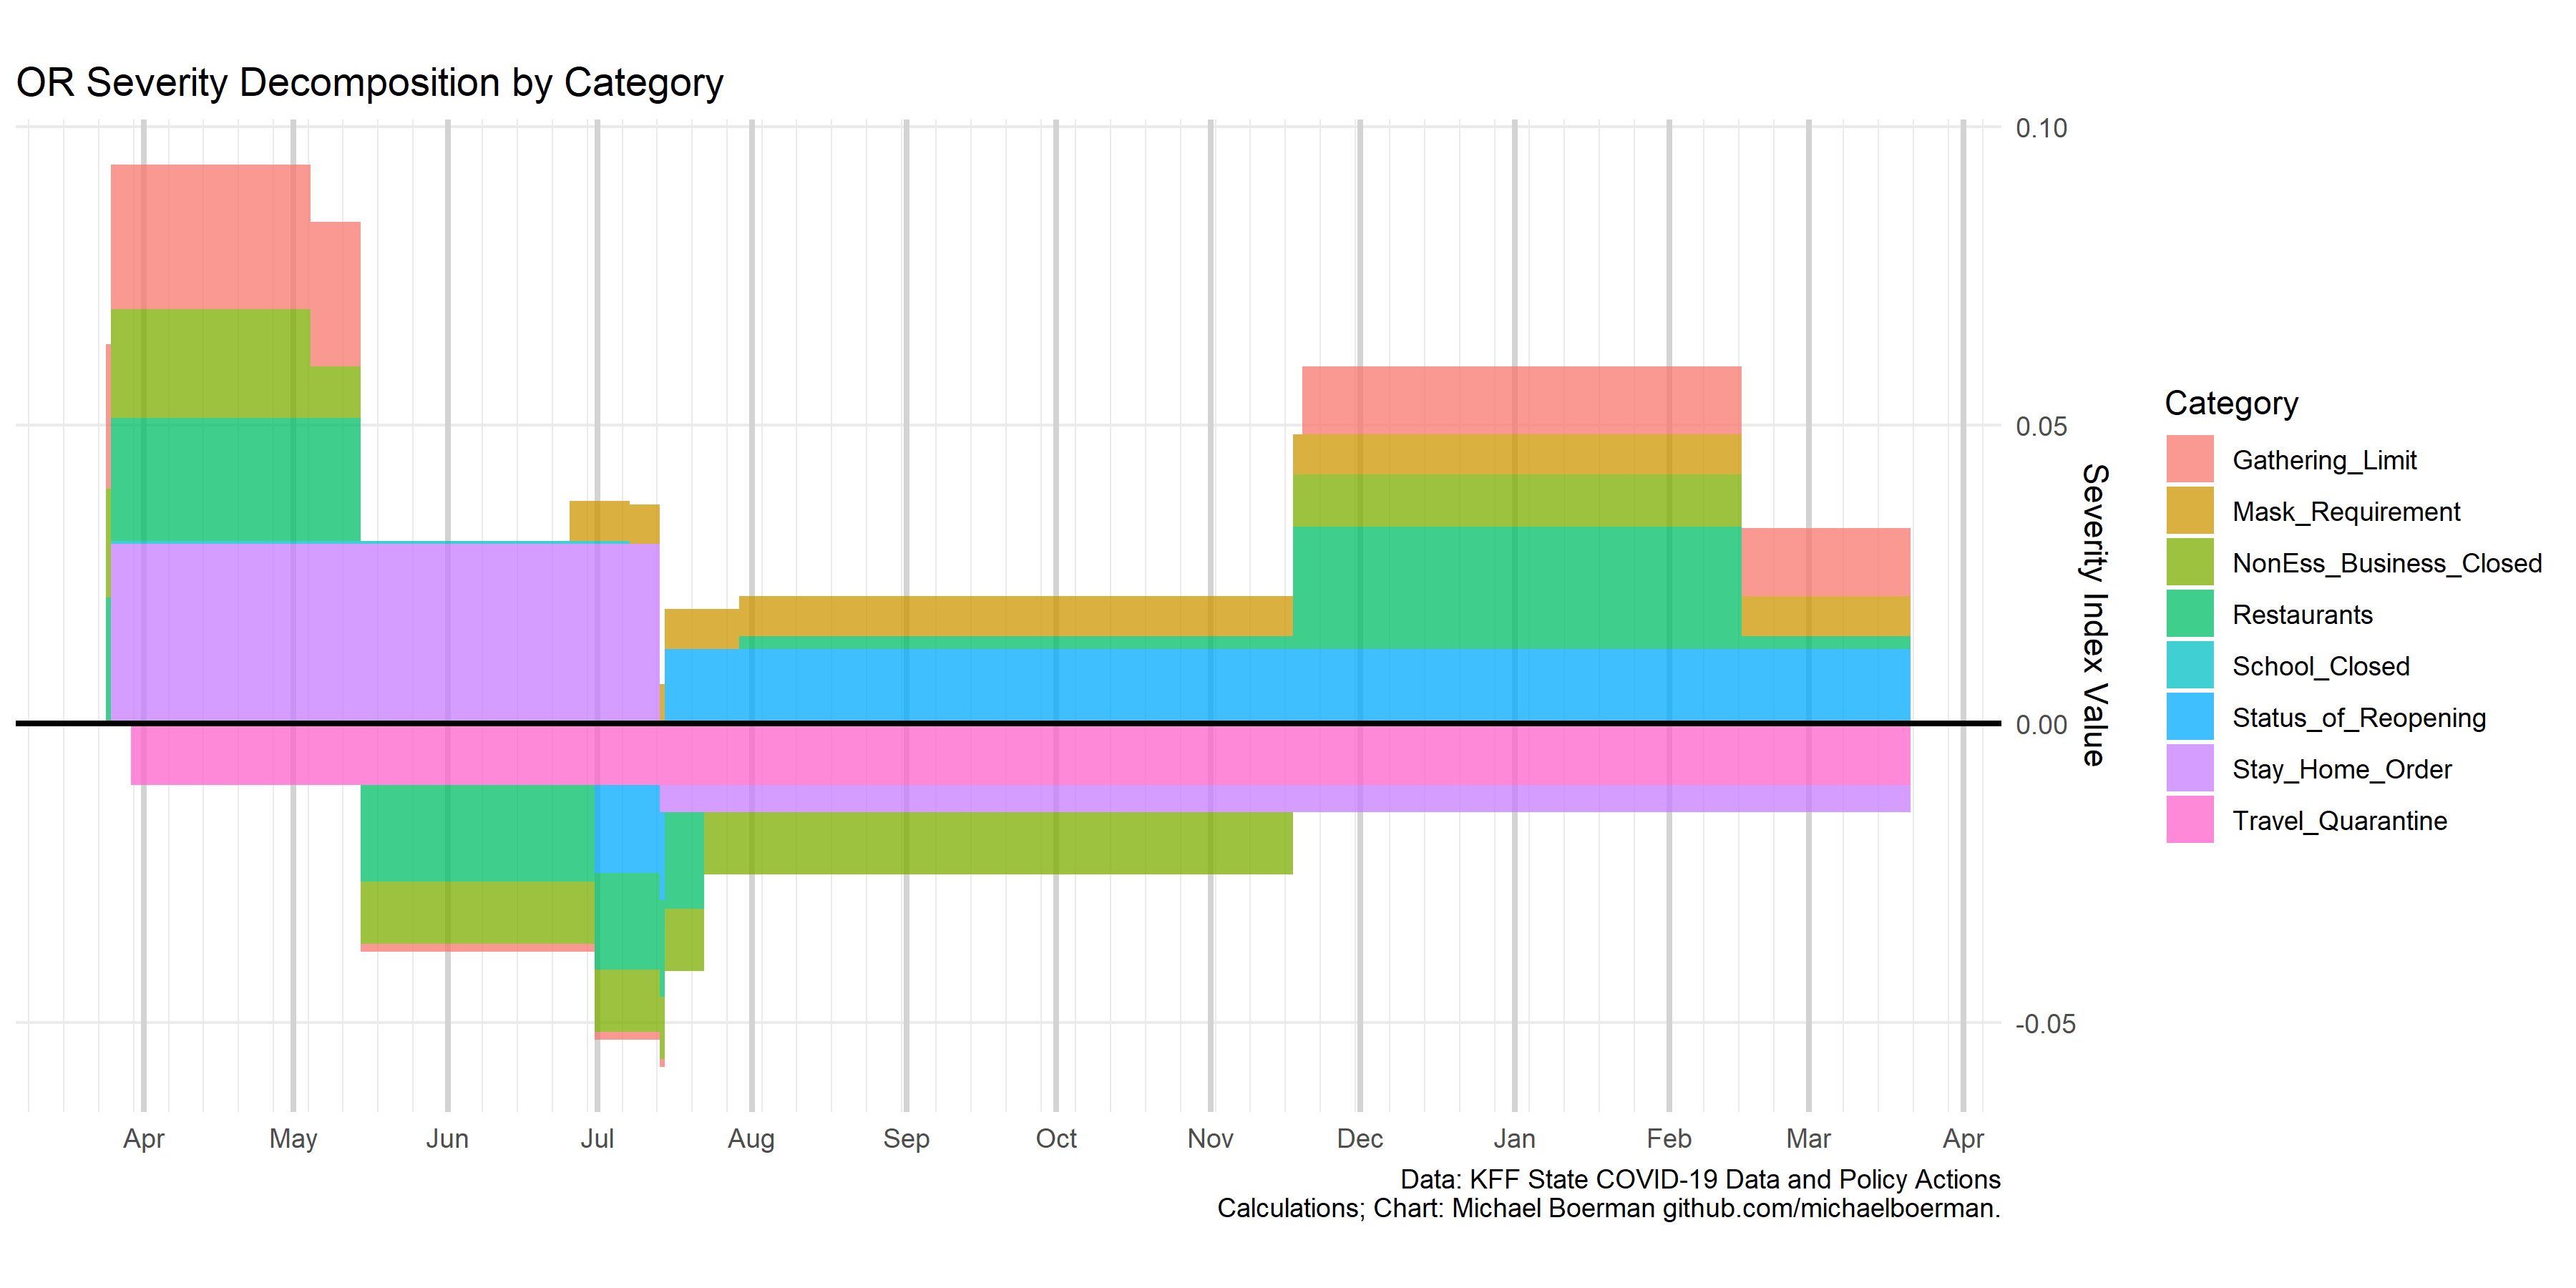 OR Severity Decomposition by Category
0.10
0.05
0.00
-0.05
Severity Index Value
Apr May Jun Jul Aug Sep Oct Nov Dec Jan Feb Mar Apr
Category
Gathering_Limit
Mask_Requirement
NonEss_Business_Closed
Restaurants
School_Closed
Status_of_Reopening
Stay_Home_Order
Travel_Quarantine
Data: KFF State COVID-19 Data and Policy Actions
Calculations; Chart: Michael Boerman github.com/michaelboerman.